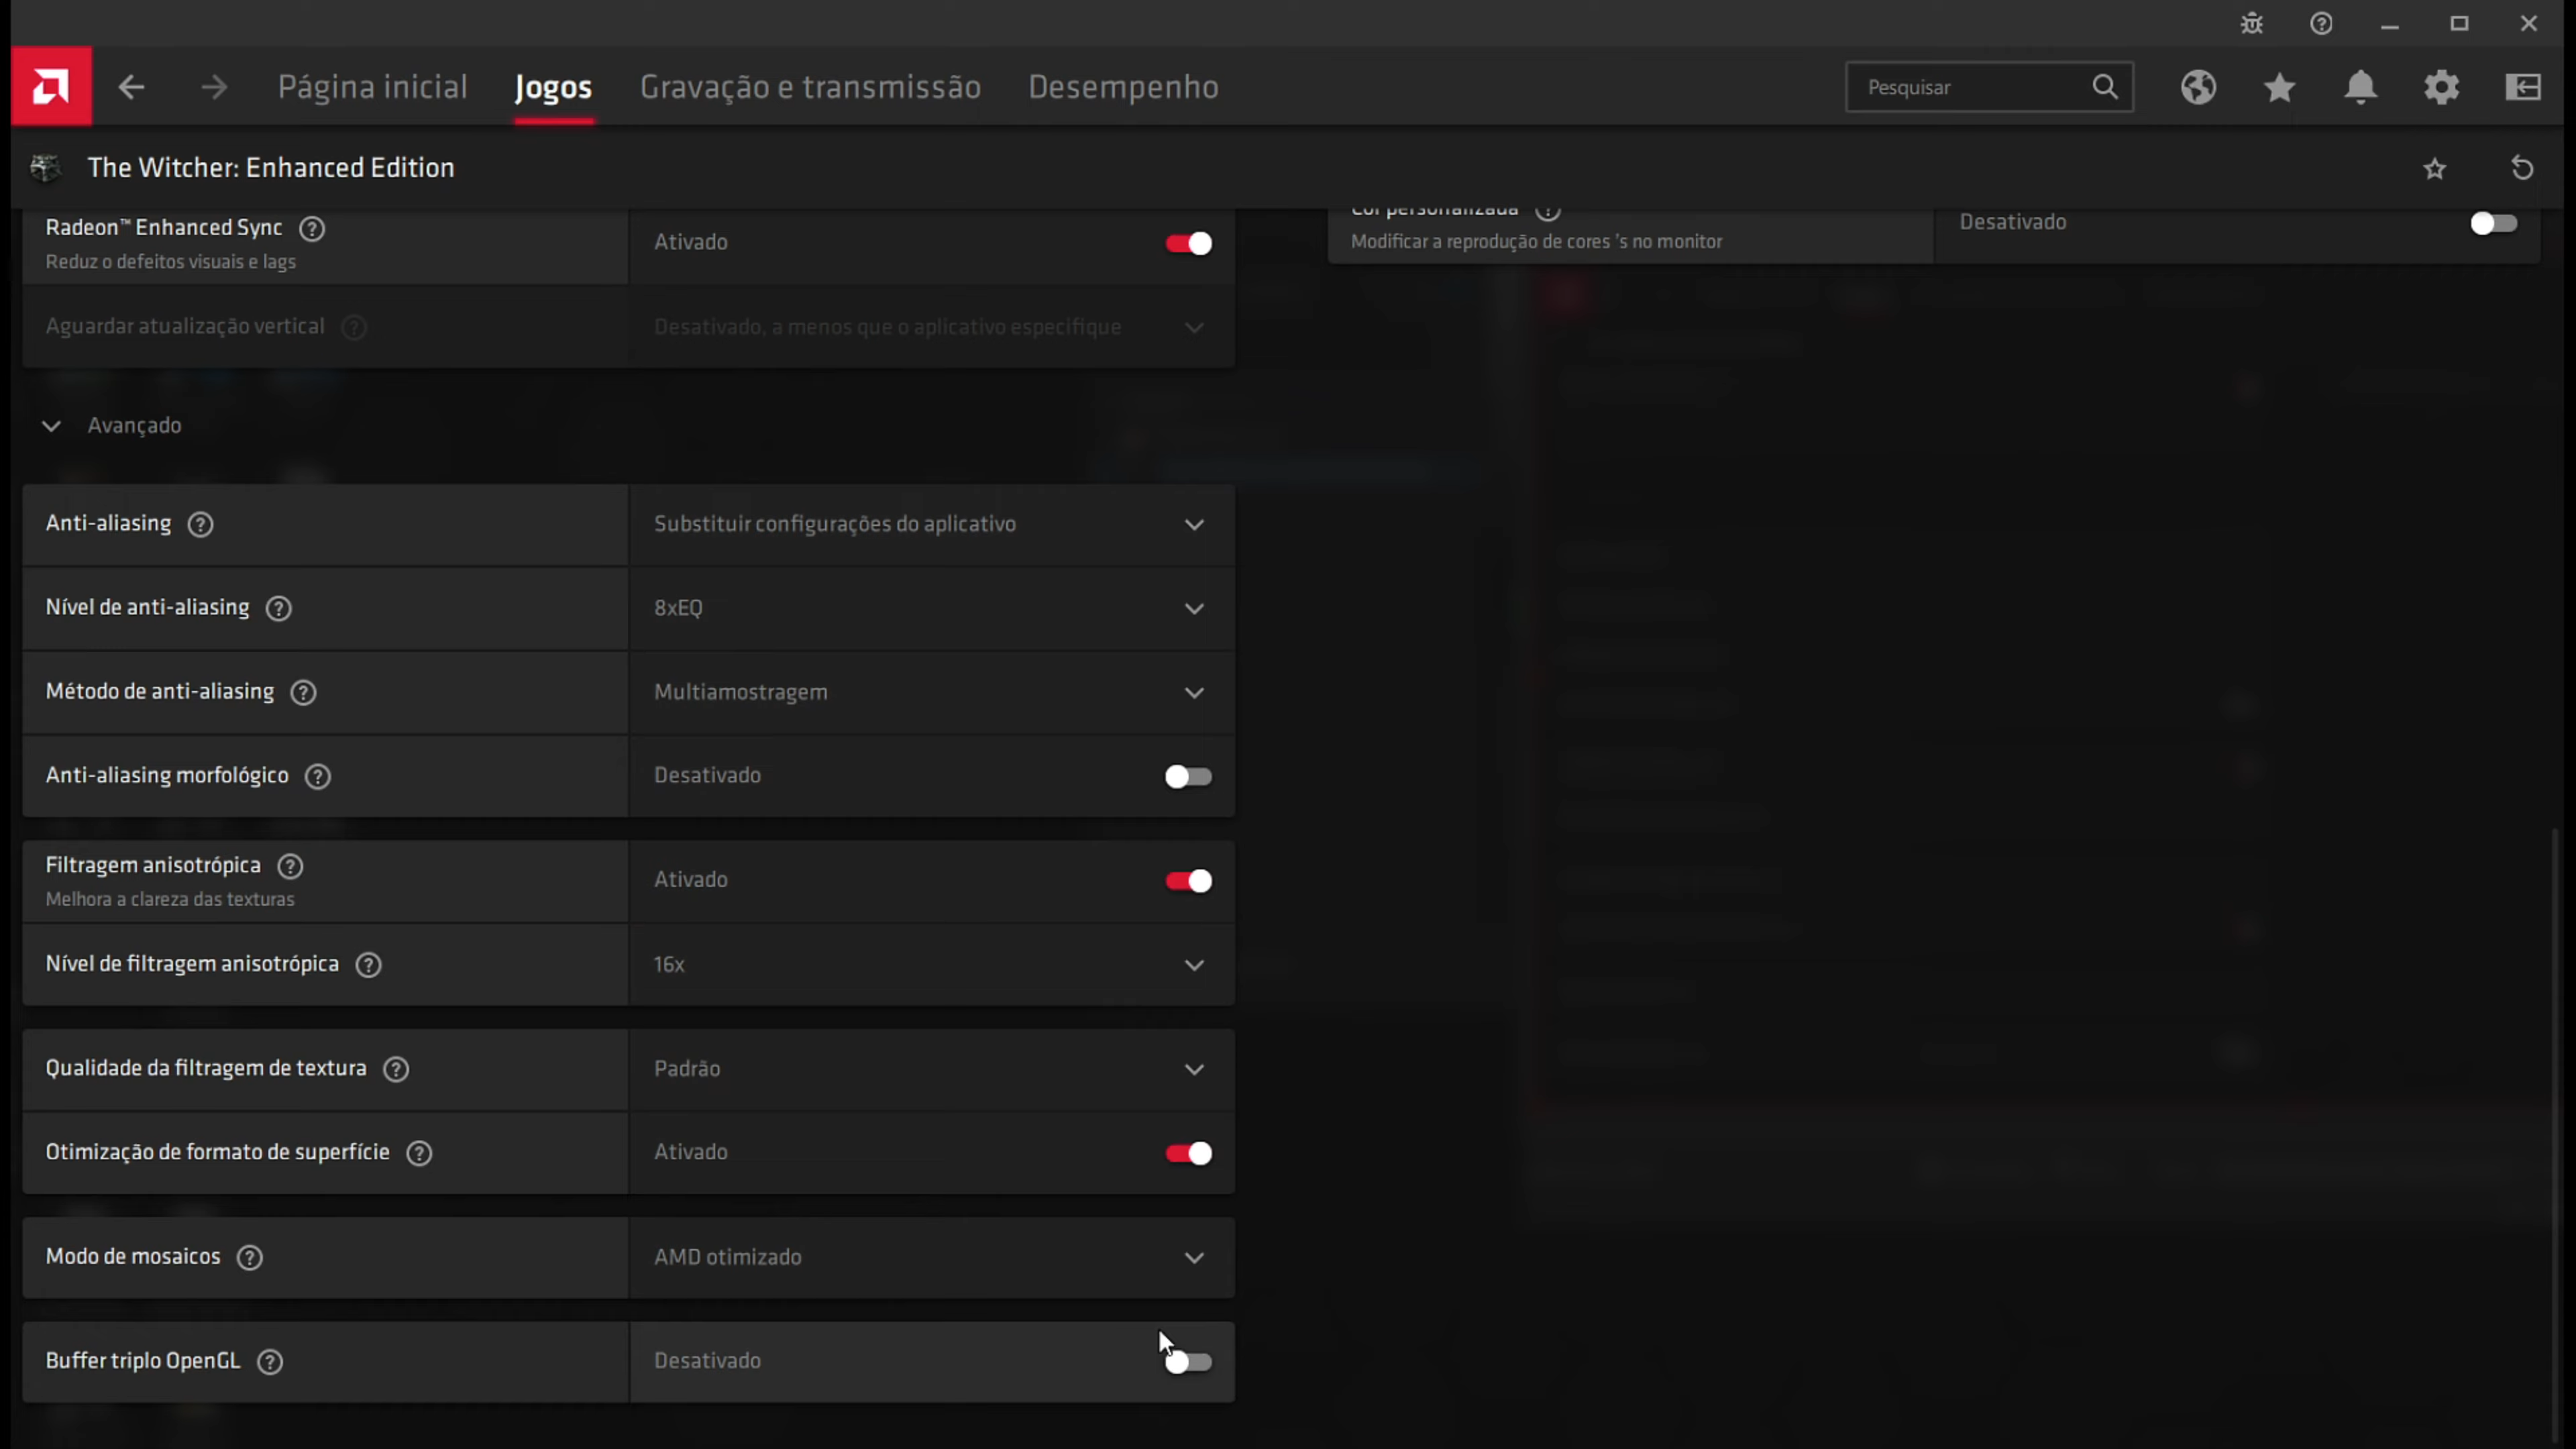 Página inicial
Jogos
Gravação e transmissão
Desempenho
Pesquisar
The Witcher: Enhanced Edition
Radeon™ Enhanced Sync
Reduz o defeitos visuais e lags
Ativado
Aguardar atualização vertical
Desativado, a menos que o aplicativo especifique
Cor personalizada
Modificar a reprodução de cores 's no monitor
Desativado
Avançado
Anti-aliasing
Substituir configurações do aplicativo
Nível de anti-aliasing
8xEQ
Método de anti-aliasing
Multiamostragem
Anti-aliasing morfológico
Desativado
Filtragem anisotrópica
Melhora a clareza das texturas
Ativado
Nível de filtragem anisotrópica
16x
Qualidade da filtragem de textura
Padrão
Otimização de formato de superfície
Ativado
Modo de mosaicos
AMD otimizado
Buffer triplo OpenGL
Desativado